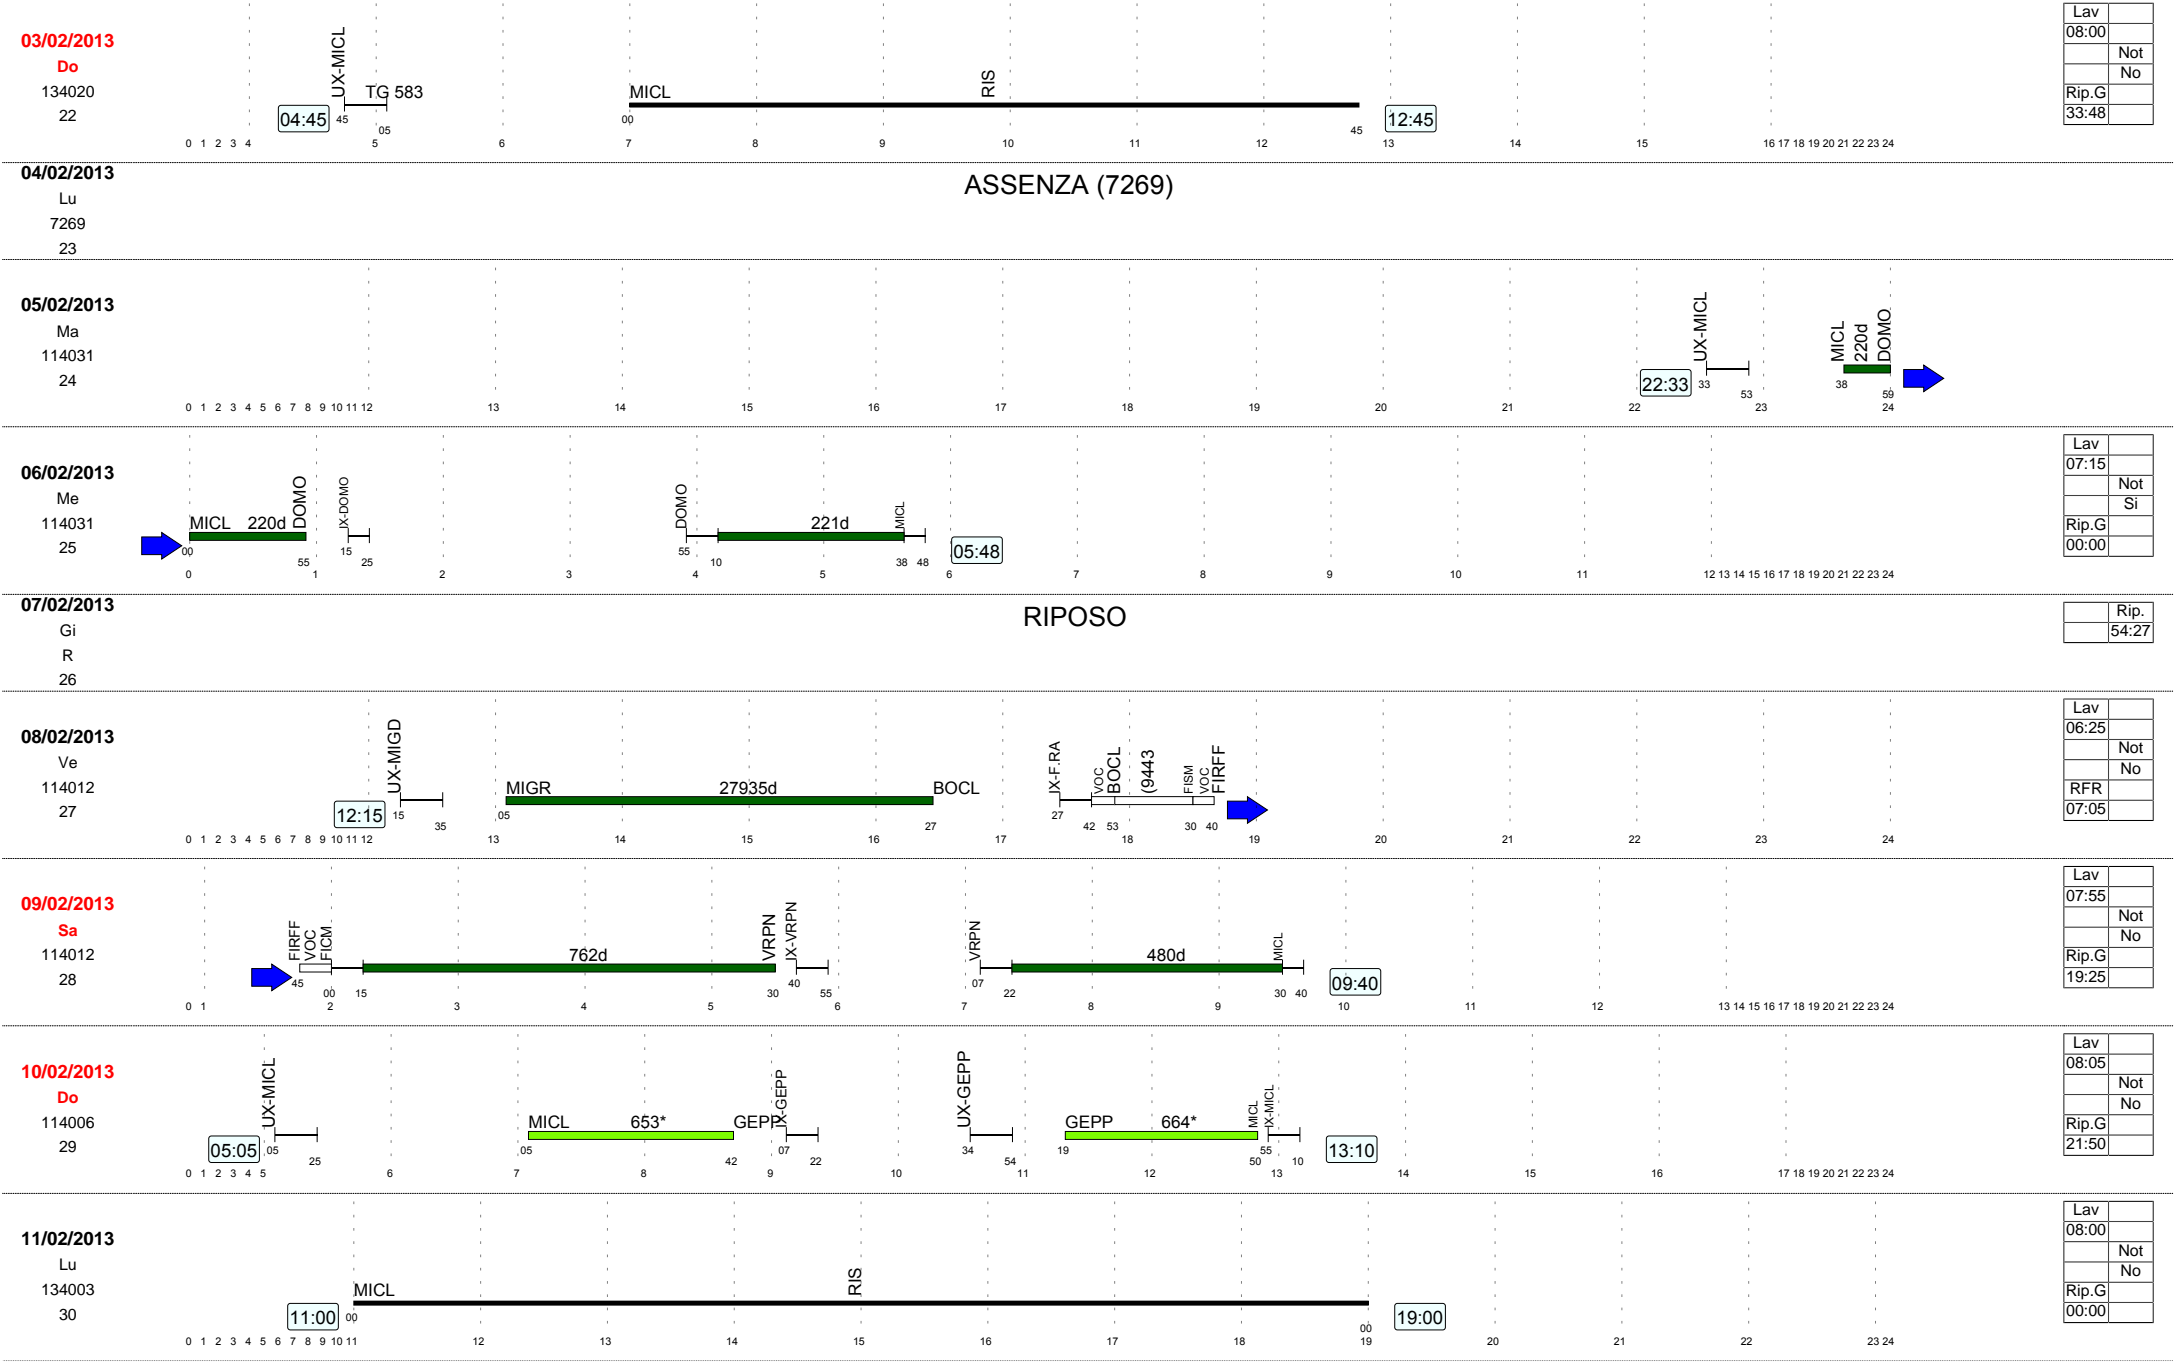 03/02/2013
Do
134020
22
04:45
UX-MICL
45
TG 583
05
MICL
00
RIS
45
12:45
0 1 2 3 4 5 6 7 8 9 10 11 12 13 14 15 16 17 18 19 20 21 22 23 24
Lav
08:00
Not
No
Rip.G
33:48
04/02/2013
Lu
7269
23
ASSENZA (7269)
05/02/2013
Ma
114031
24
22:33
UX-MICL
33
53
MICL
220d
DOMO
38
59
0 1 2 3 4 5 6 7 8 9 10 11 12 13 14 15 16 17 18 19 20 21 22 23 24
06/02/2013
Me
114031
25
MICL 220d DOMO
00
55
IX-DOMO
15
25
DOMO
55
10
221d
MICL
38
48
05:48
0 1 2 3 4 5 6 7 8 9 10 11 12 13 14 15 16 17 18 19 20 21 22 23 24
Lav
07:15
Not
Si
Rip.G
00:00
07/02/2013
Gi
R
26
RIPOSO
Rip.
54:27
08/02/2013
Ve
114012
27
12:15
UX-MIGD
15
35
MIGR 27935d BOCL
05
27
IX-F.RA
27
VOC
42
BOCL
53
(9443
FISM
30
VOC
40
FIRFF
0 1 2 3 4 5 6 7 8 9 10 11 12 13 14 15 16 17 18 19 20 21 22 23 24
Lav
06:25
Not
No
RFR
07:05
09/02/2013
Sa
114012
28
FIRFF
VOC
FICM
45
00
15
762d
VRPN
30
IX-VRPN
40
55
VRPN
07
22
480d
MICL
30
40
09:40
0 1 2 3 4 5 6 7 8 9 10 11 12 13 14 15 16 17 18 19 20 21 22 23 24
Lav
07:55
Not
No
Rip.G
19:25
10/02/2013
Do
114006
29
05:05
UX-MICL
05
25
MICL 653* GEPP
05
42
IX-GEPP
07
22
UX-GEPP
34
54
GEPP 664* MICL
19
50
IX-MICL
55
10
13:10
0 1 2 3 4 5 6 7 8 9 10 11 12 13 14 15 16 17 18 19 20 21 22 23 24
Lav
08:05
Not
No
Rip.G
21:50
11/02/2013
Lu
134003
30
11:00
MICL
00
RIS
00
19:00
0 1 2 3 4 5 6 7 8 9 10 11 12 13 14 15 16 17 18 19 20 21 22 23 24
Lav
08:00
Not
No
Rip.G
00:00